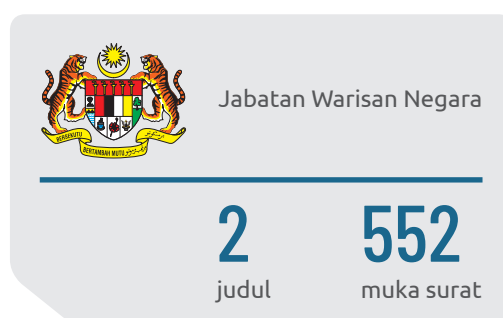 Jabatan Warisan Negara
BERSEKUTU BERTAMBAH MUTU
2 552
judul muka surat